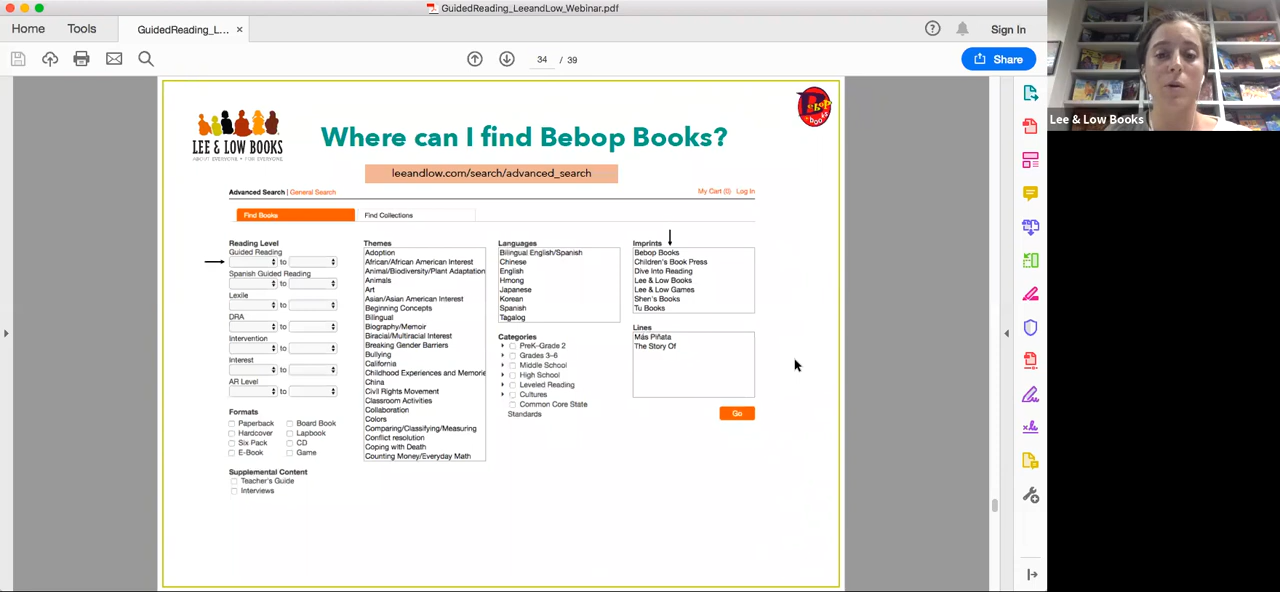 GuidedReading_LeeandLow_Webinar.pdf
Home Tools GuidedReading_L... × Sign In
34 / 39 Share
Lee & Low Books
BeBop books
LEE & LOW BOOKS
ABOUT EVERYONE • FOR EVERYONE
Where can I find Bebop Books?
leeandlow.com/search/advanced_search
Advanced Search | General Search My Cart (0) Log In
Find Books Find Collections
Reading Level
Guided Reading
to
Spanish Guided Reading
to
Lexile
to
DRA
to
Intervention
to
Interest
to
AR Level
to
Formats
Paperback Board Book
Hardcover Lapbook
Six Pack CD
E-Book Game
Supplemental Content
Teacher's Guide
Interviews
Themes
Adoption
African/African American Interest
Animal/Biodiversity/Plant Adaptation
Animals
Art
Asian/Asian American Interest
Beginning Concepts
Bilingual
Biography/Memoir
Biracial/Multiracial Interest
Breaking Gender Barriers
Bullying
California
Childhood Experiences and Memorie
China
Civil Rights Movement
Classroom Activities
Collaboration
Colors
Comparing/Classifying/Measuring
Conflict resolution
Coping with Death
Counting Money/Everyday Math
Languages
Bilingual English/Spanish
Chinese
English
Hmong
Japanese
Korean
Spanish
Tagalog
Categories
PreK-Grade 2
Grades 3-6
Middle School
High School
Leveled Reading
Cultures
Common Core State
Standards
Imprints
Bebop Books
Children's Book Press
Dive Into Reading
Lee & Low Books
Lee & Low Games
Shen's Books
Tu Books
Lines
Más Piñata
The Story Of
Go